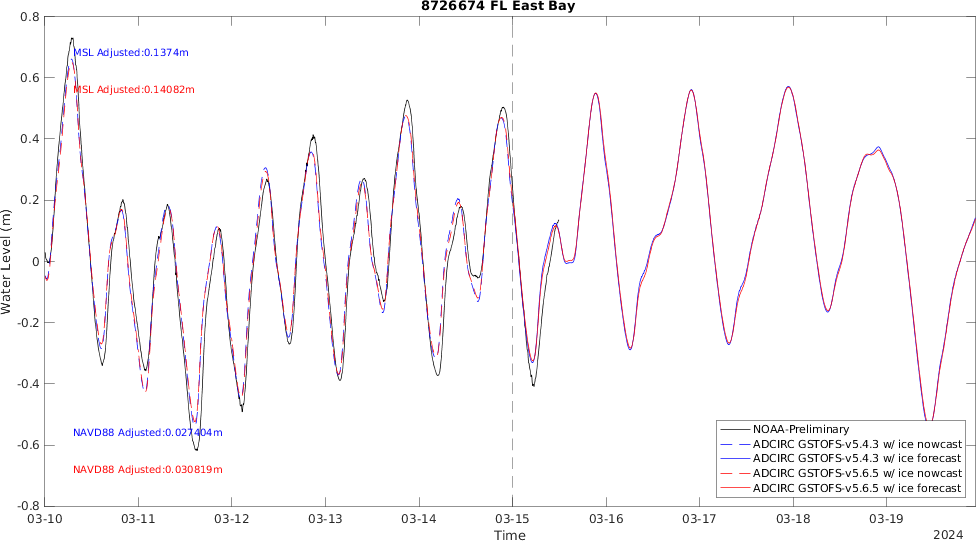 8726674 FL East Bay
0.8
0.6
0.4
0.2
0
-0.2
-0.4
-0.6
-0.8
Water Level (m)
MSL Adjusted:0.1374m
MSL Adjusted:0.14082m
NAVD88 Adjusted:0.027404m
NAVD88 Adjusted:0.030819m
NOAA-Preliminary
ADCIRC GSTOFS-v5.4.3 w/ ice nowcast
ADCIRC GSTOFS-v5.4.3 w/ ice forecast
ADCIRC GSTOFS-v5.6.5 w/ ice nowcast
ADCIRC GSTOFS-v5.6.5 w/ ice forecast
03-10 03-11 03-12 03-13 03-14 03-15 03-16 03-17 03-18 03-19
Time
2024